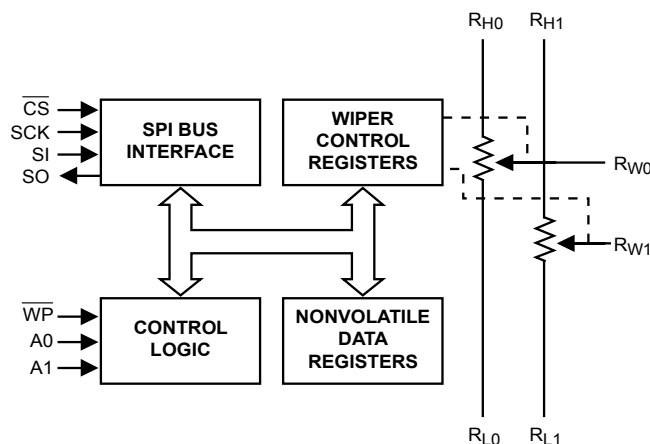 RH0 RH1
CS
SCK
SI
SO
SPI BUS
INTERFACE
WIPER
CONTROL
REGISTERS
RW0
RW1
WP
A0
A1
CONTROL
LOGIC
NONVOLATILE
DATA
REGISTERS
RL0 RL1